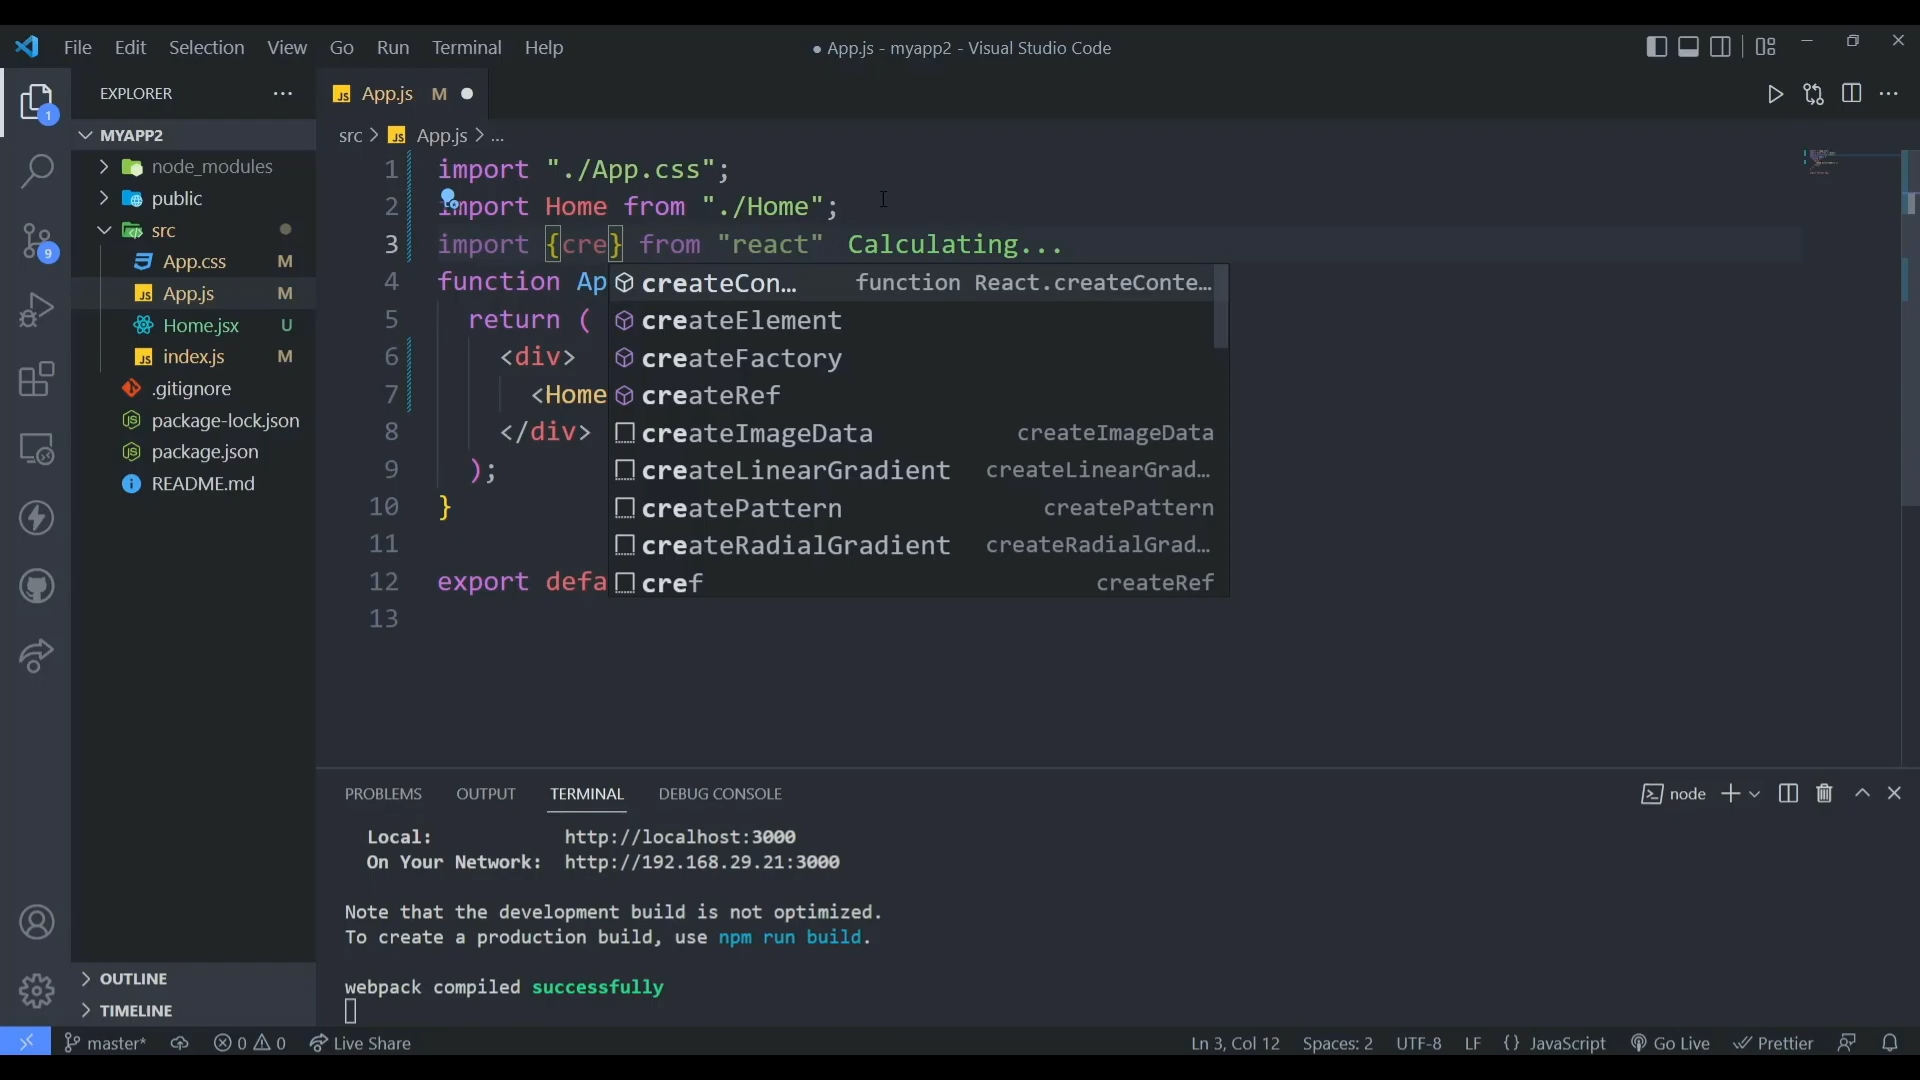 File Edit Selection View Go Run Terminal Help
● App.js - myapp2 - Visual Studio Code
EXPLORER
MYAPP2
node_modules
public
src
App.css M
App.js M
Home.jsx U
index.js M
.gitignore
package-lock.json
package.json
README.md
OUTLINE
TIMELINE
1
9
JS App.js M
src > JS App.js > ...
1 import "./App.css";
2 import Home from "./Home";
3 import {cre} from "react" Calculating...
4 function Ap
5 return (
6 <div>
7 <Home
8 </div>
9 );
10 }
11
12 export defa
13
createCon... function React.createConte...
createElement
createFactory
createRef
createImageData createImageData
createLinearGradient createLinearGrad...
createPattern createPattern
createRadialGradient createRadialGrad...
cref createRef
PROBLEMS OUTPUT TERMINAL DEBUG CONSOLE
node
Local: http://localhost:3000
On Your Network: http://192.168.29.21:3000
Note that the development build is not optimized.
To create a production build, use npm run build.
webpack compiled successfully
master* 0 0 Live Share
Ln 3, Col 12 Spaces: 2 UTF-8 LF {} JavaScript Go Live Prettier